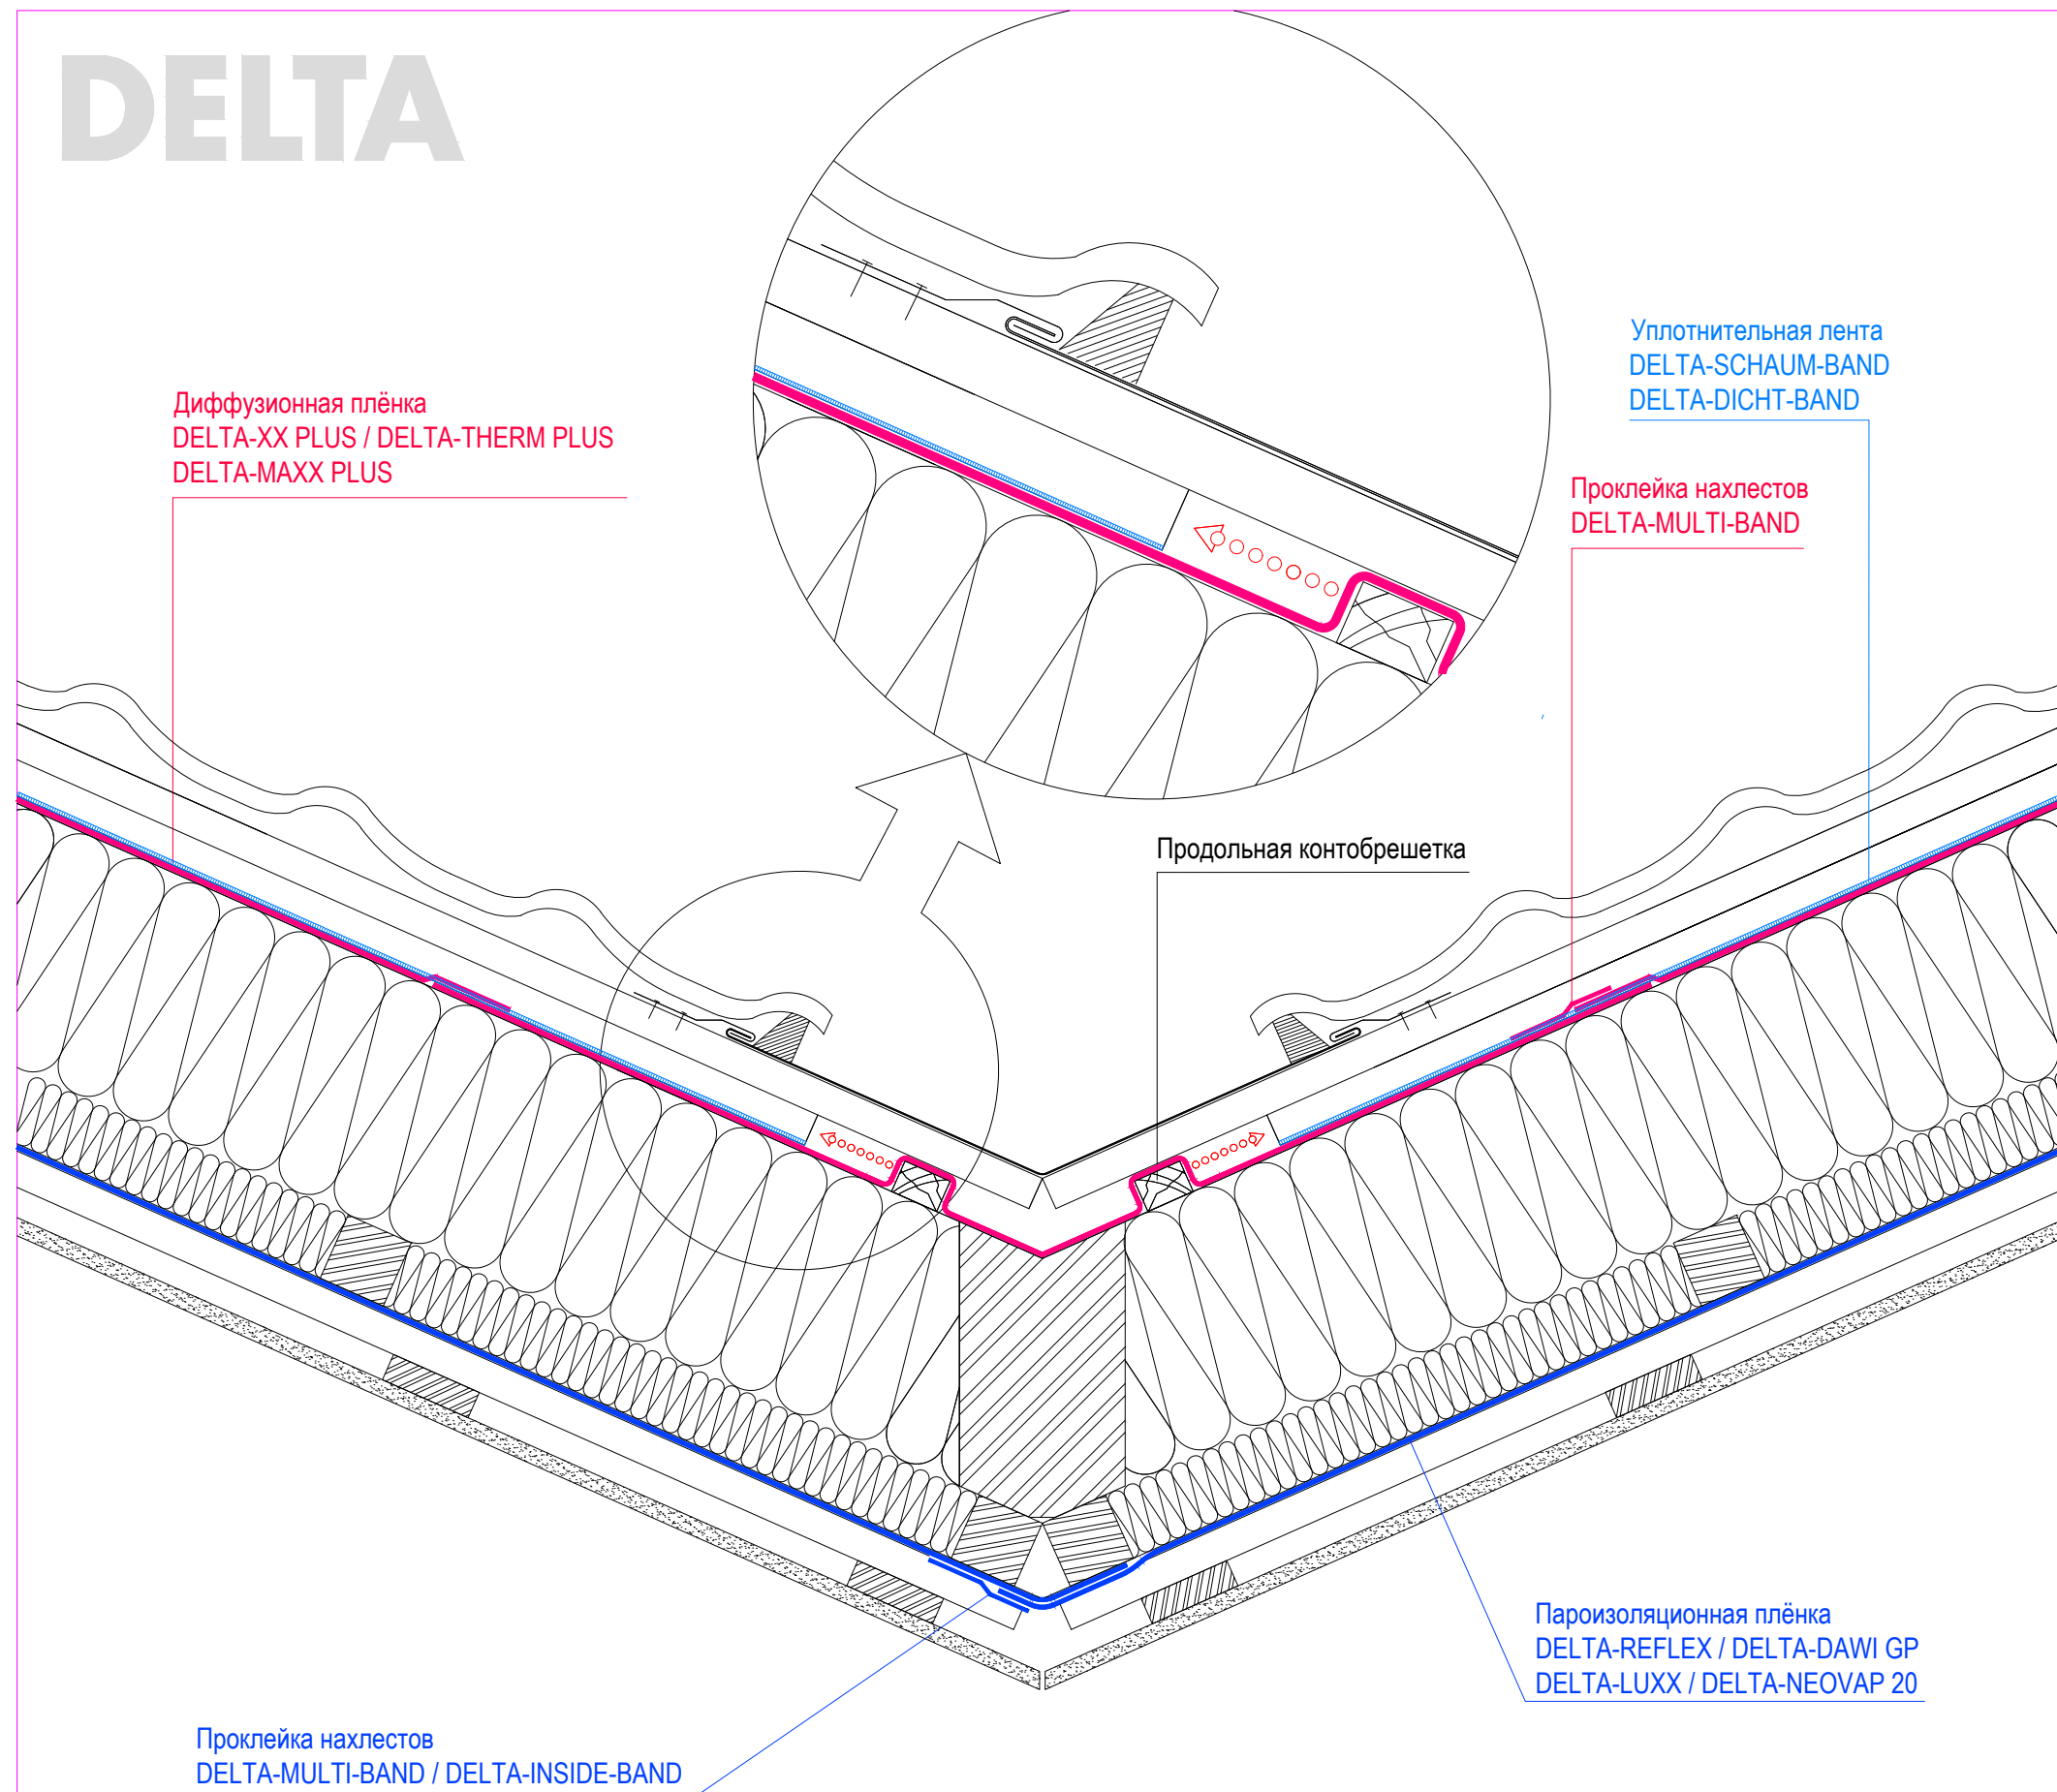 DELTA
Уплотнительная лента
DELTA-SCHAUM-BAND
DELTA-DICHT-BAND
Диффузионная плёнка
DELTA-XX PLUS / DELTA-THERM PLUS
DELTA-MAXX PLUS
Проклейка нахлестов
DELTA-MULTI-BAND
Продольная контобрешетка
Пароизоляционная плёнка
DELTA-REFLEX / DELTA-DAWI GP
DELTA-LUXX / DELTA-NEOVAP 20
Проклейка нахлестов
DELTA-MULTI-BAND / DELTA-INSIDE-BAND